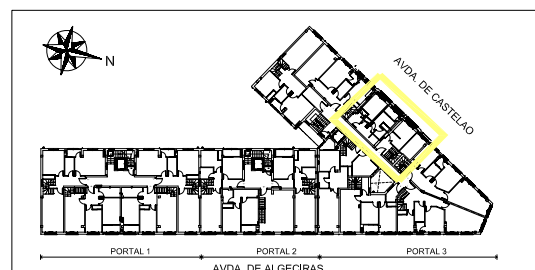 N
AVDA. DE CASTELAO
PORTAL 1 PORTAL 2 PORTAL 3
AVDA. DE ALGECIRAS